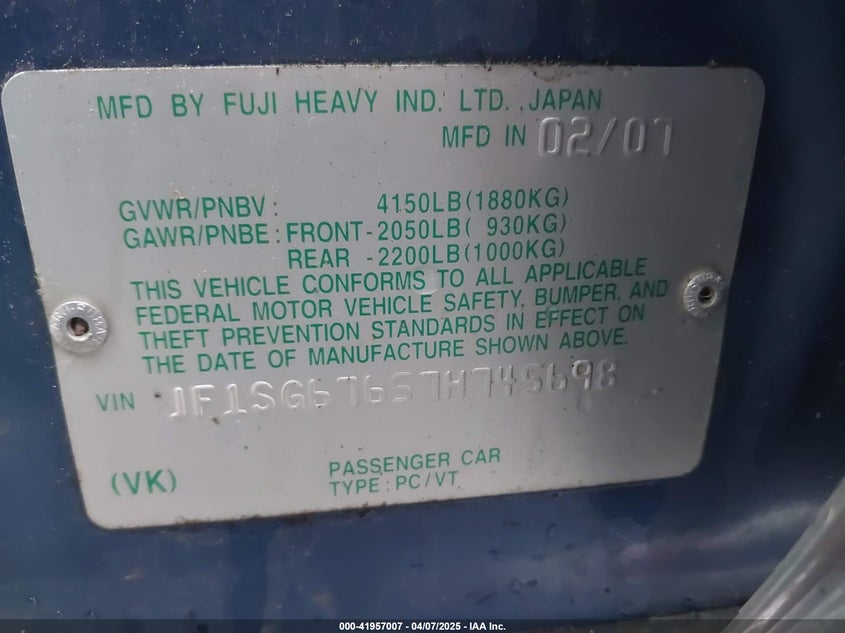 MFD BY FUJI HEAVY IND. LTD., JAPAN
MFD IN 02/07
GVWR/PNBV: 4150LB(1880KG)
GAWR/PNBE: FRONT-2050LB( 930KG)
REAR -2200LB(1000KG)
THIS VEHICLE CONFORMS TO ALL APPLICABLE
FEDERAL MOTOR VEHICLE SAFETY, BUMPER, AND
THEFT PREVENTION STANDARDS IN EFFECT ON
THE DATE OF MANUFACTURE SHOWN ABOVE.
VIN JF1SG67657H745698
(VK) PASSENGER CAR
TYPE: PC/VT
000-41957007 - 04/07/2025 - IAA Inc.